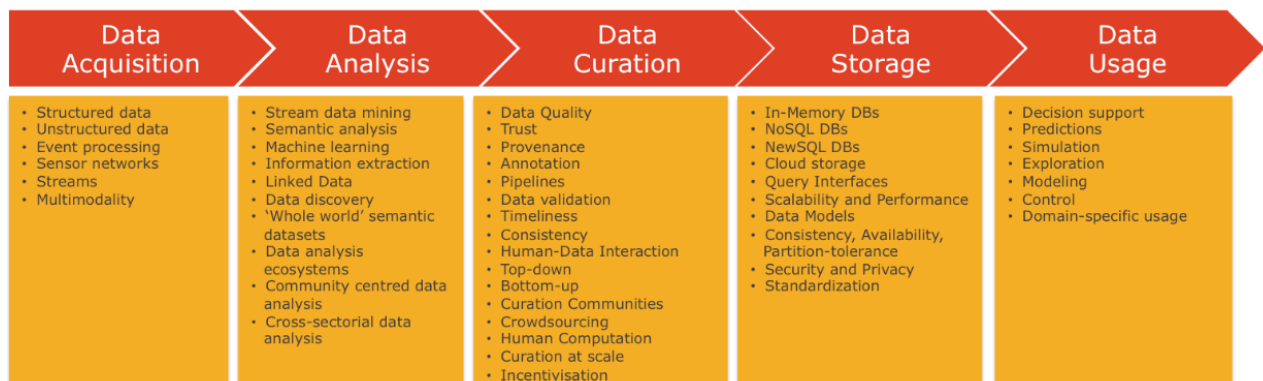 Data
Acquisition
Data
Analysis
Data
Curation
Data
Storage
Data
Usage
• Structured data
• Unstructured data
• Event processing
• Sensor networks
• Streams
• Multimodality
• Stream data mining
• Semantic analysis
• Machine learning
• Information extraction
• Linked Data
• Data discovery
• ‘Whole world’ semantic
datasets
• Data analysis
ecosystems
• Community centred data
analysis
• Cross-sectorial data
analysis
• Data Quality
• Trust
• Provenance
• Annotation
• Pipelines
• Data validation
• Timeliness
• Consistency
• Human-Data Interaction
• Top-down
• Bottom-up
• Curation Communities
• Crowdsourcing
• Human Computation
• Curation at scale
• Incentivisation
• In-Memory DBs
• NoSQL DBs
• NewSQL DBs
• Cloud storage
• Query Interfaces
• Scalability and Performance
• Data Models
• Consistency, Availability,
Partition-tolerance
• Security and Privacy
• Standardization
• Decision support
• Predictions
• Simulation
• Exploration
• Modeling
• Control
• Domain-specific usage